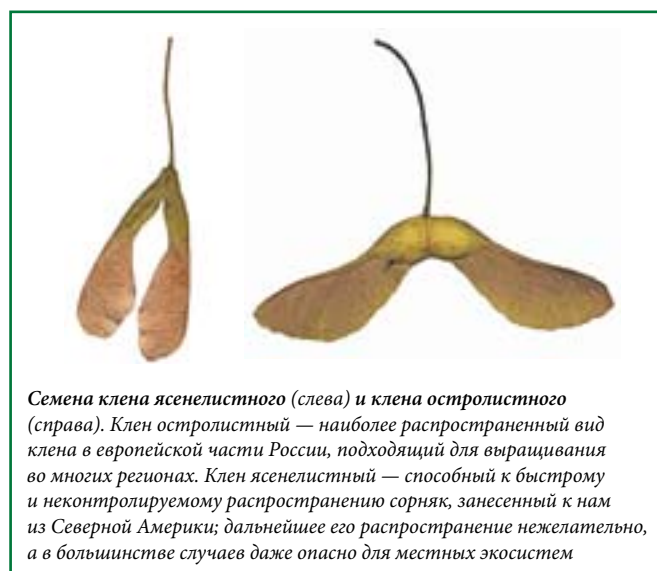 Семена клена ясенелистного (слева) и клена остролистного
(справа). Клен остролистный — наиболее распространенный вид
клена в европейской части России, подходящий для выращивания
во многих регионах. Клен ясенелистный — способный к быстрому
и неконтролируемому распространению сорняк, занесенный к нам
из Северной Америки; дальнейшее его распространение нежелательно,
а в большинстве случаев даже опасно для местных экосистем